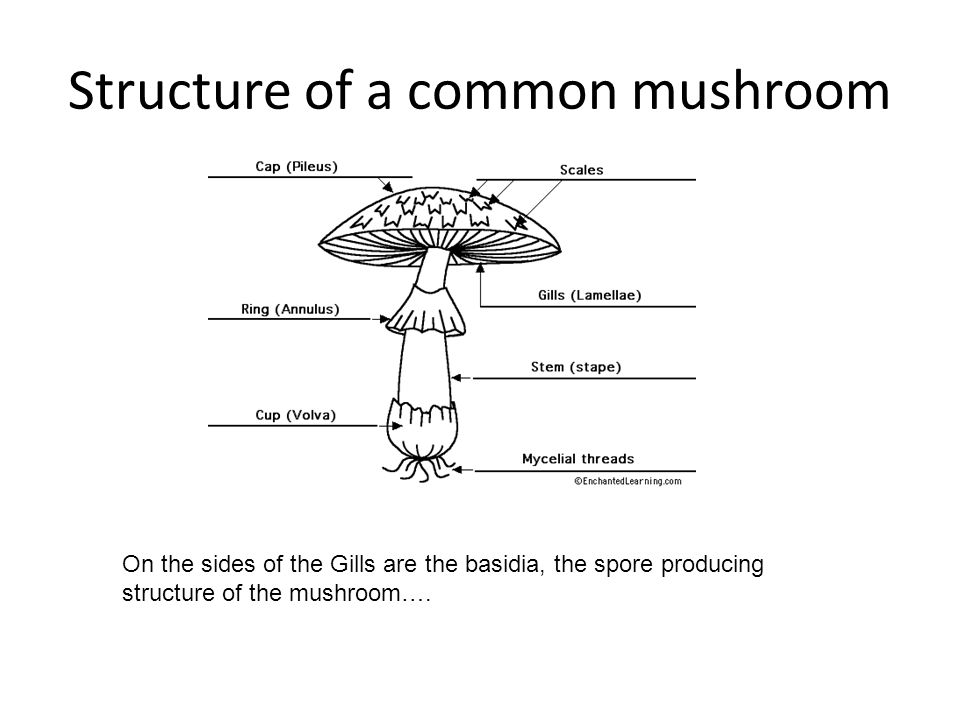 Structure of a common mushroom
Cap (Pileus)
Scales
Gills (Lamellae)
Ring (Annulus)
Stem (stape)
Cup (Volva)
Mycelial threads
©EnchantedLearning.com
On the sides of the Gills are the basidia, the spore producing
structure of the mushroom….